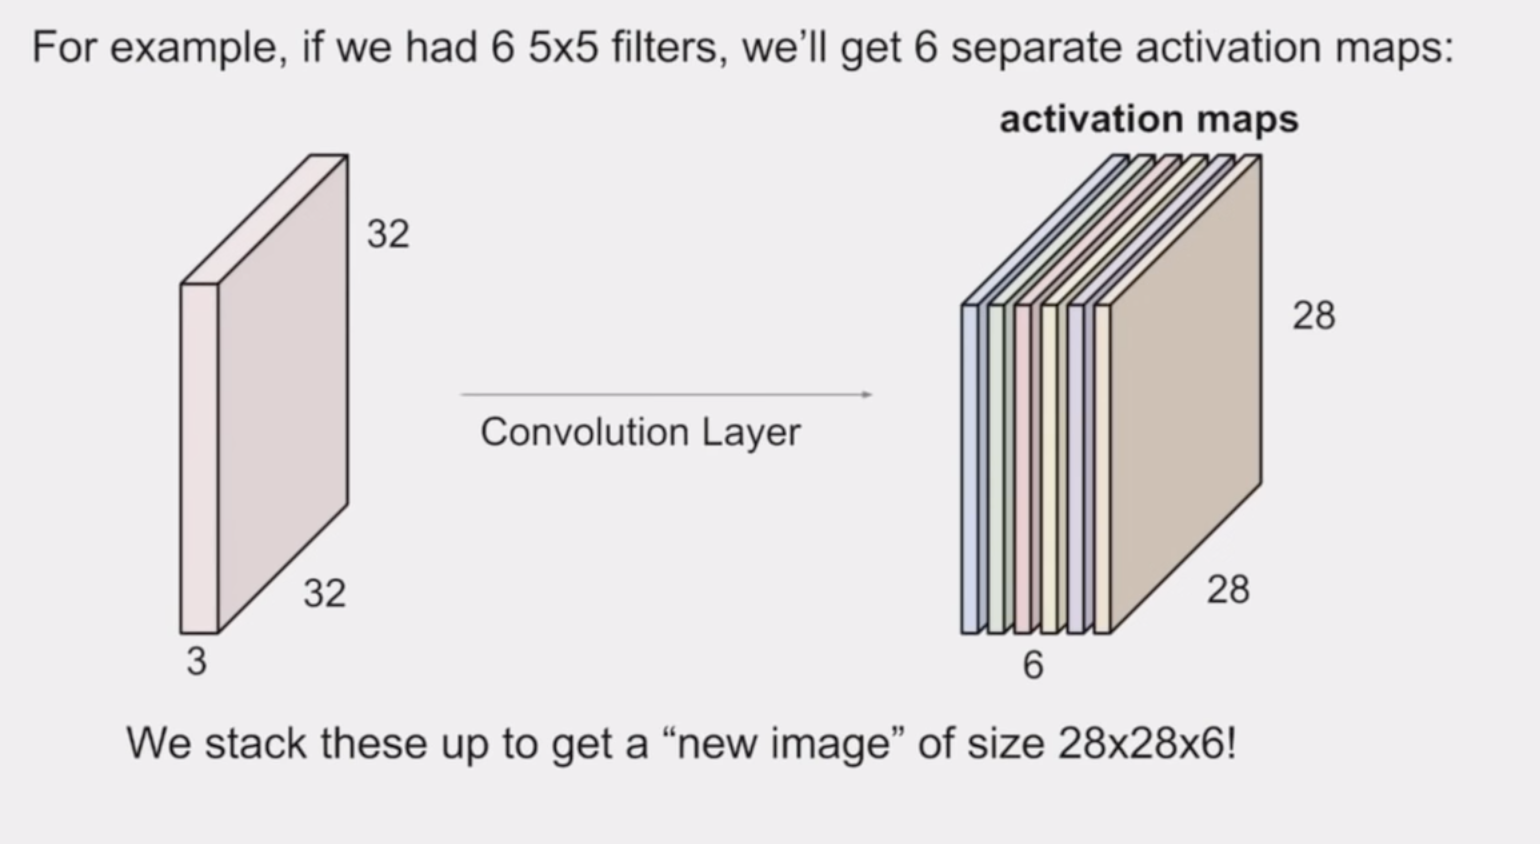 For example, if we had 6 5x5 filters, we’ll get 6 separate activation maps:
activation maps
32
28
Convolution Layer
32
28
3
6
We stack these up to get a “new image” of size 28x28x6!